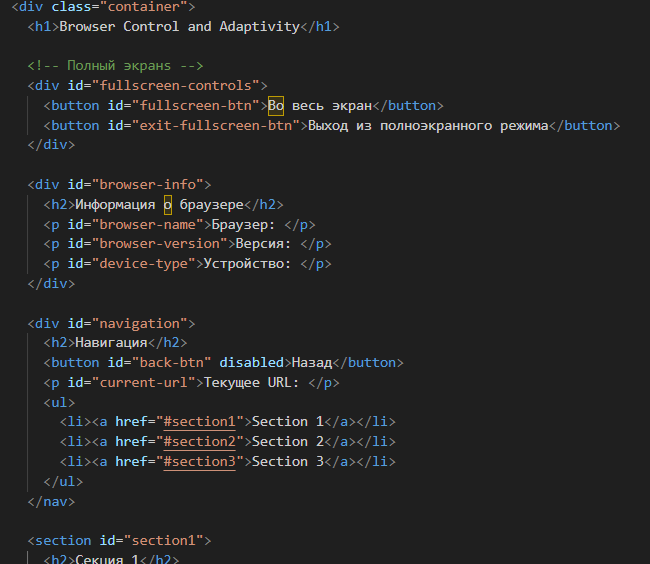 <div class="container">
<h1>Browser Control and Adaptivity</h1>
<!-- Полный экранs -->
<div id="fullscreen-controls">
<button id="fullscreen-btn">Во весь экран</button>
<button id="exit-fullscreen-btn">Выход из полноэкранного режима</button>
</div>
<div id="browser-info">
<h2>Информация о браузере</h2>
<p id="browser-name">Браузер: </p>
<p id="browser-version">Версия: </p>
<p id="device-type">Устройство: </p>
</div>
<div id="navigation">
<h2>Навигация</h2>
<button id="back-btn" disabled>Назад</button>
<p id="current-url">Текущее URL: </p>
<ul>
<li><a href="#section1">Section 1</a></li>
<li><a href="#section2">Section 2</a></li>
<li><a href="#section3">Section 3</a></li>
</ul>
</nav>
<section id="section1">
<h2>Секция 1</h2>